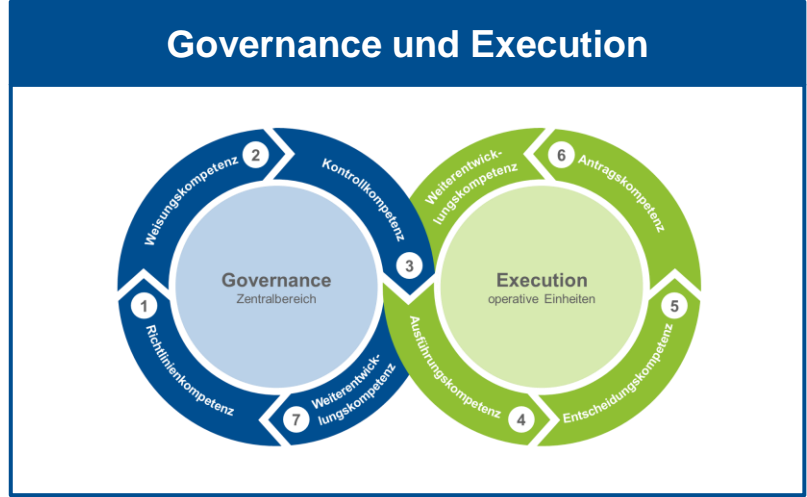 Governance und Execution
2
Weisungskompetenz
Kontrollkompetenz
3
Governance
Zentralbereich
1
Richtlinienkompetenz
7
Weiterentwick-
lungskompetenz
Weiterentwick-
lungskompetenz
6
Antragskompetenz
Execution
operative Einheiten
5
Entscheidungskompetenz
4
Ausführungskompetenz